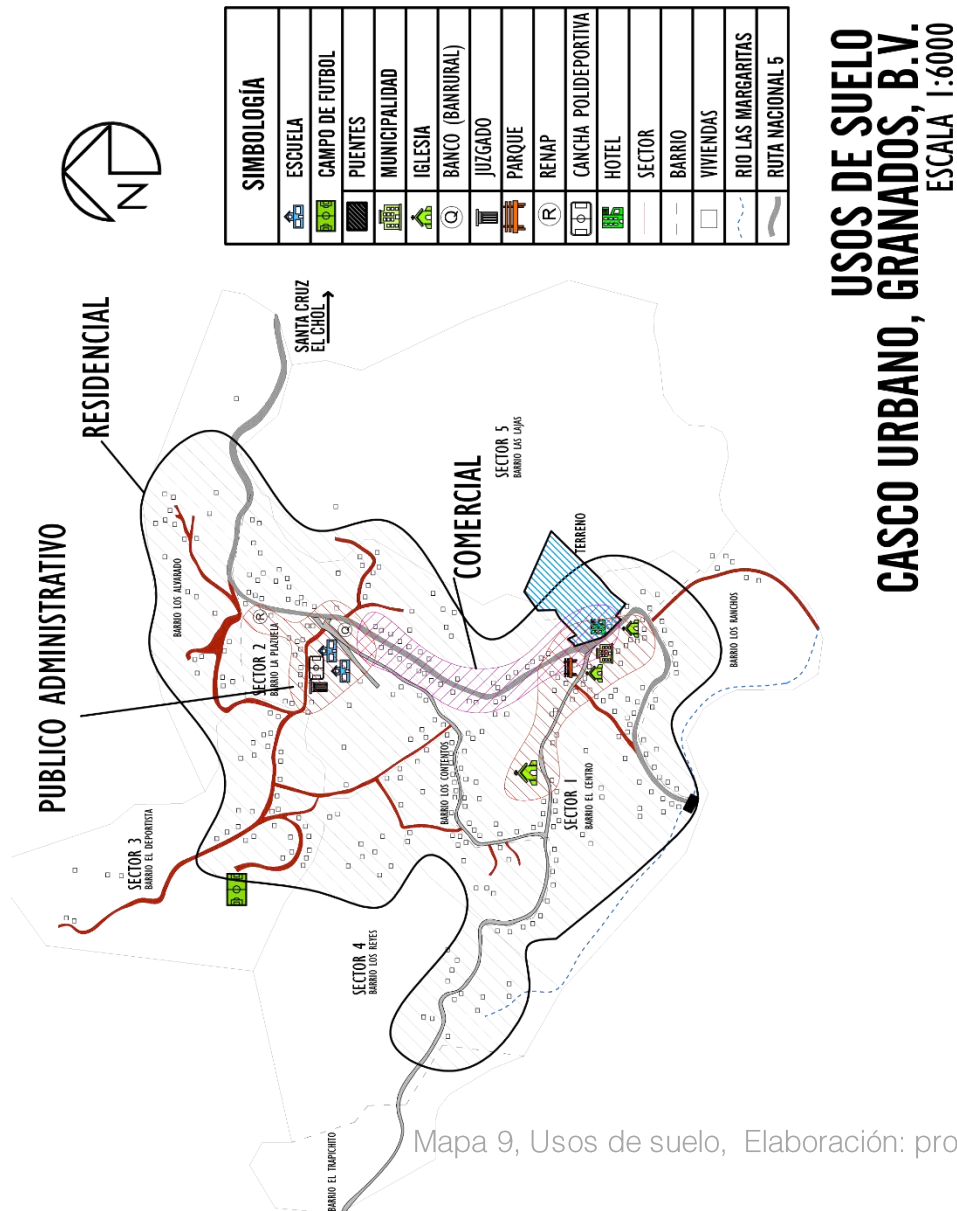 USOS DE SUELO
CASCO URBANO, GRANADOS, B.V.
ESCALA 1:6000
SIMBOLOGÍA
ESCUELA
CAMPO DE FUTBOL
PUENTES
MUNICIPALIDAD
IGLESIA
Q
BANCO (BANRURAL)
JUZGADO
PARQUE
R
RENAP
CANCHA POLIDEPORTIVA
HOTEL
SECTOR
BARRIO
VIVIENDAS
RIO LAS MARGARITAS
RUTA NACIONAL 5
N
RESIDENCIAL
PUBLICO ADMINISTRATIVO
COMERCIAL
SANTA CRUZ
EL CHOL
BARRIO LOS ALVARADO
R
Q
SECTOR 2
BARRIO LA PLAZUELA
SECTOR 3
BARRIO EL DEPORTISTA
SECTOR 5
BARRIO LAS LAJAS
TERRENO
BARRIO LOS CONTENTOS
SECTOR 1
BARRIO EL CENTRO
BARRIO LOS RANCHOS
SECTOR 4
BARRIO LOS REYES
BARRIO EL TRAPICHITO
Mapa 9, Usos de suelo, Elaboración: pro